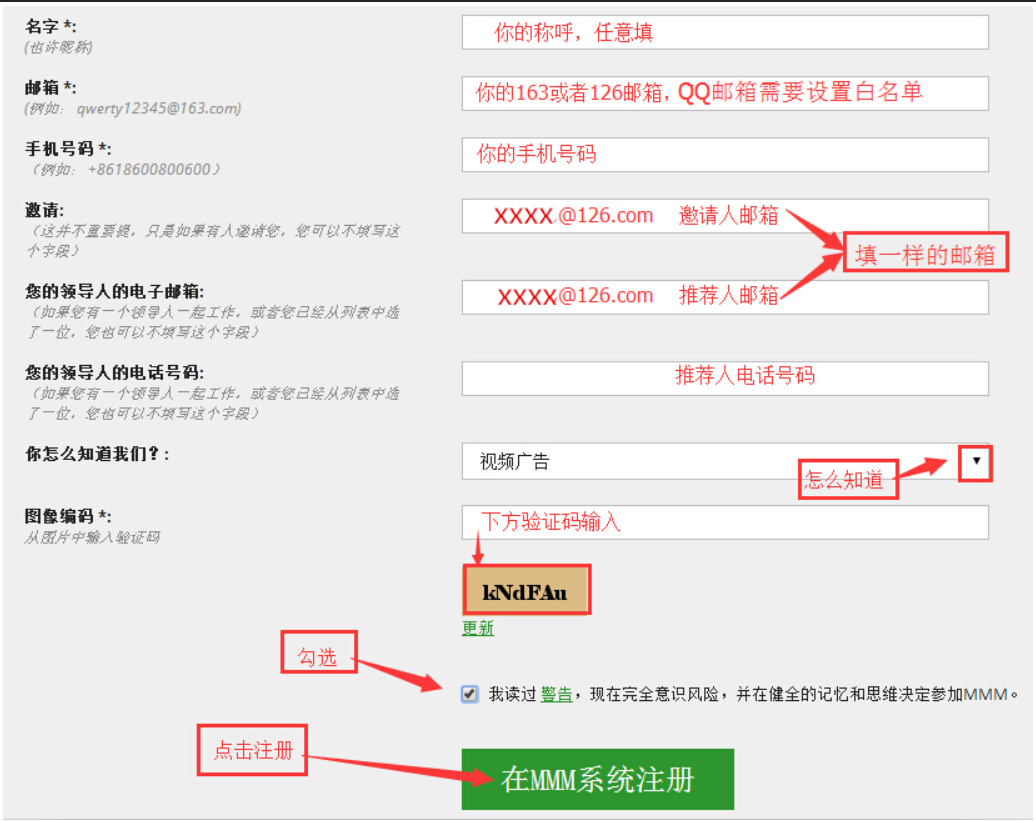 名字 *:
你的称呼，任意填
(也许昵称)
邮箱 *:
你的163或者126邮箱，QQ邮箱需要设置白名单
(例如： qwerty12345@163.com)
手机号码 *:
你的手机号码
（例如： +8618600800600）
邀请:
XXXX.@126.com 邀请人邮箱
（这并不重要提，只是如果有人邀请您，您可以不填写这
个字段）
填一样的邮箱
您的领导人的电子邮箱:
XXXX@126.com 推荐人邮箱
（如果您有一个领导人一起工作，或者您已经从列表中选
了一位，您也可以不填写这个字段）
您的领导人的电话号码:
推荐人电话号码
（如果您有一个领导人一起工作，或者您已经从列表中选
了一位，您也可以不填写这个字段）
你怎么知道我们？:
视频广告
怎么知道
图像编码 *:
下方验证码输入
从图片中输入验证码
kNdFAu
更新
勾选
我读过 警告，现在完全意识风险，并在健全的记忆和思维决定参加MMM。
点击注册
在MMM系统注册